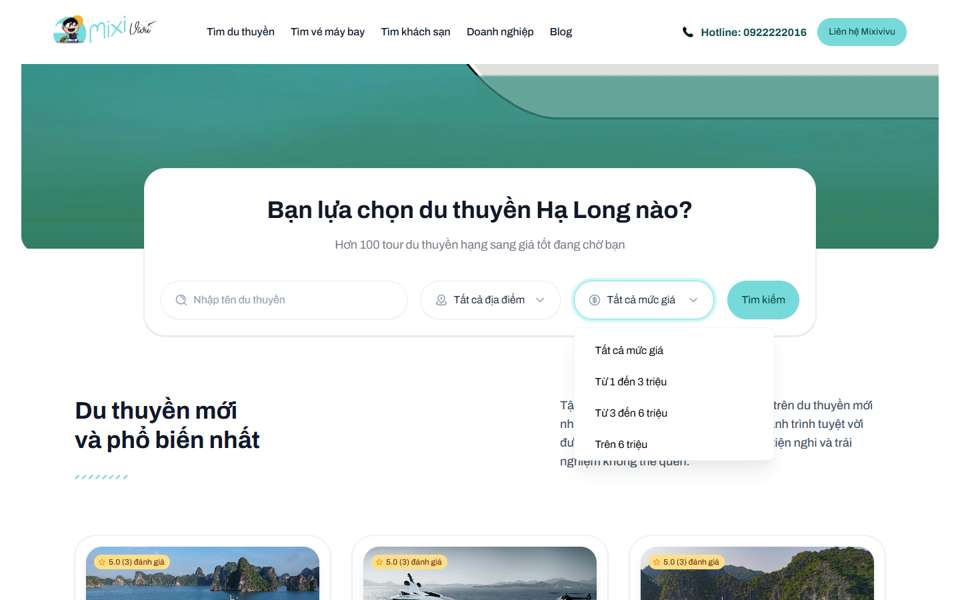 mixi Vivu
Tìm du thuyền
Tìm vé máy bay
Tìm khách sạn
Doanh nghiệp
Blog
Hotline: 0922222016
Liên hệ Mixivivu
Bạn lựa chọn du thuyền Hạ Long nào?
Hơn 100 tour du thuyền hạng sang giá tốt đang chờ bạn
Nhập tên du thuyền
Tất cả địa điểm
Tất cả mức giá
Tìm kiếm
Tất cả mức giá
Từ 1 đến 3 triệu
Từ 3 đến 6 triệu
Trên 6 triệu
Du thuyền mới
và phổ biến nhất
trên du thuyền mới
trình tuyệt vời
nghi và trải
nghiệm không thể quên.
5.0 (3) đánh giá
5.0 (3) đánh giá
5.0 (3) đánh giá